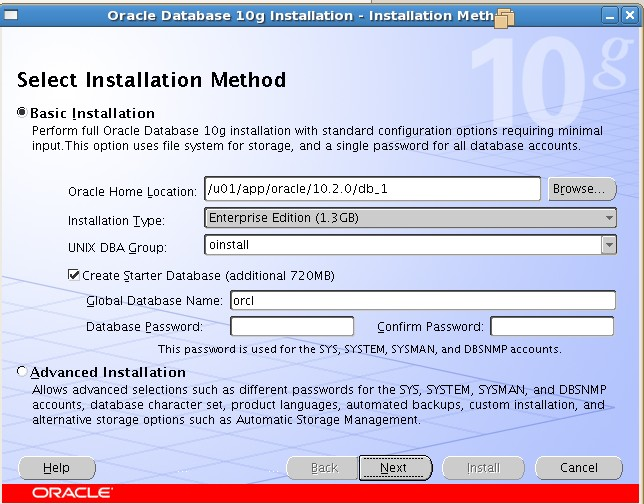 Oracle Database 10g Installation - Installation Meth
10g
Select Installation Method
Basic Installation
Perform full Oracle Database 10g installation with standard configuration options requiring minimal
input.This option uses file system for storage, and a single password for all database accounts.
Oracle Home Location: /u01/app/oracle/10.2.0/db_1 Browse...
Installation Type: Enterprise Edition (1.3GB)
UNIX DBA Group: oinstall
Create Starter Database (additional 720MB)
Global Database Name: orcl
Database Password: Confirm Password:
This password is used for the SYS, SYSTEM, SYSMAN, and DBSNMP accounts.
Advanced Installation
Allows advanced selections such as different passwords for the SYS, SYSTEM, SYSMAN, and DBSNMP
accounts, database character set, product languages, automated backups, custom installation, and
alternative storage options such as Automatic Storage Management.
Help Back Next Install Cancel
ORACLE